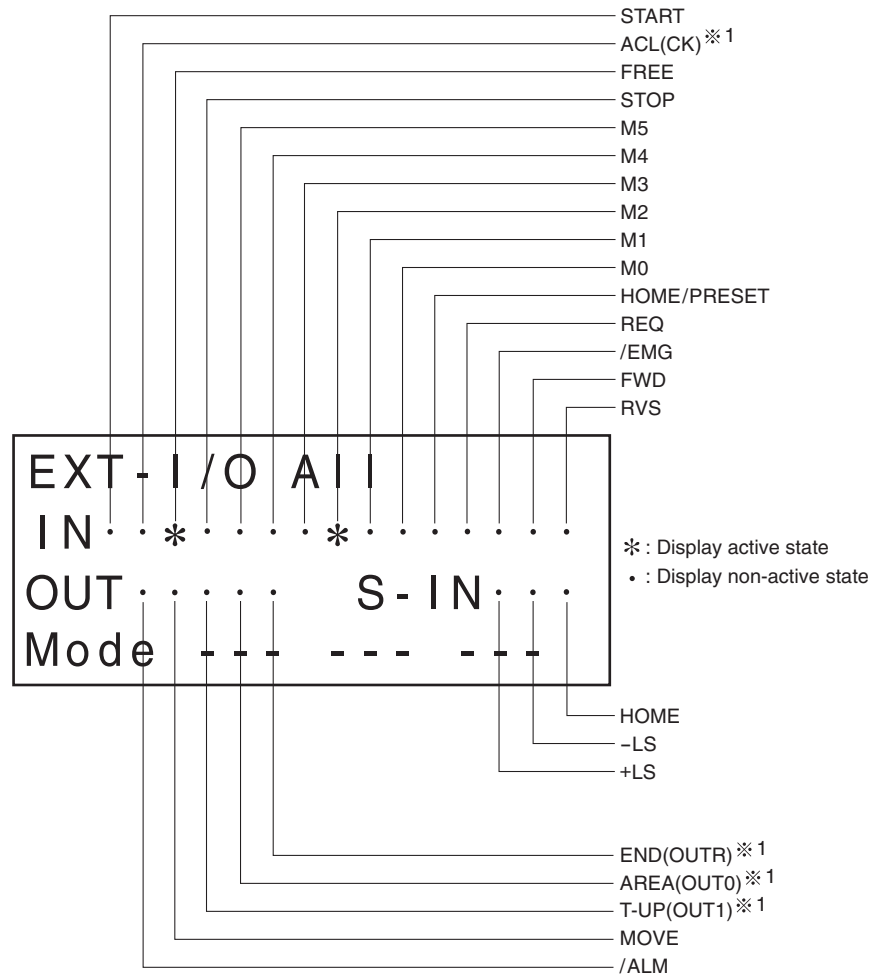 START
ACL(CK)※1
FREE
STOP
M5
M4
M3
M2
M1
M0
HOME/PRESET
REQ
/EMG
FWD
RVS
EXT-I/O All
IN··*····*·······
OUT····· S-IN···
Mode --- --- ---
*: Display active state
·: Display non-active state
HOME
–LS
+LS
END(OUTR)※1
AREA(OUT0)※1
T-UP(OUT1)※1
MOVE
/ALM